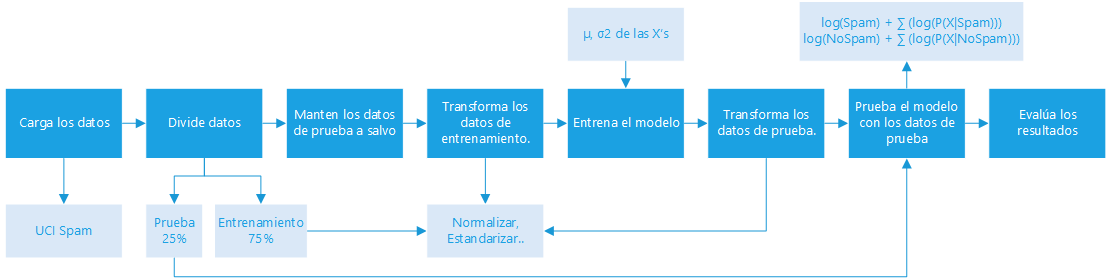 log(Spam) + ∑ (log(P(X|Spam)))
log(NoSpam) + ∑ (log(P(X|NoSpam)))
μ, σ2 de las X's
Carga los datos
Divide datos
Manten los datos
de prueba a salvo
Transforma los
datos de
entrenamiento.
Entrena el modelo
Transforma los
datos de prueba.
Prueba el modelo
con los datos de
prueba
Evalúa los
resultados
UCI Spam
Prueba
25%
Entrenamiento
75%
Normalizar,
Estandarizar..